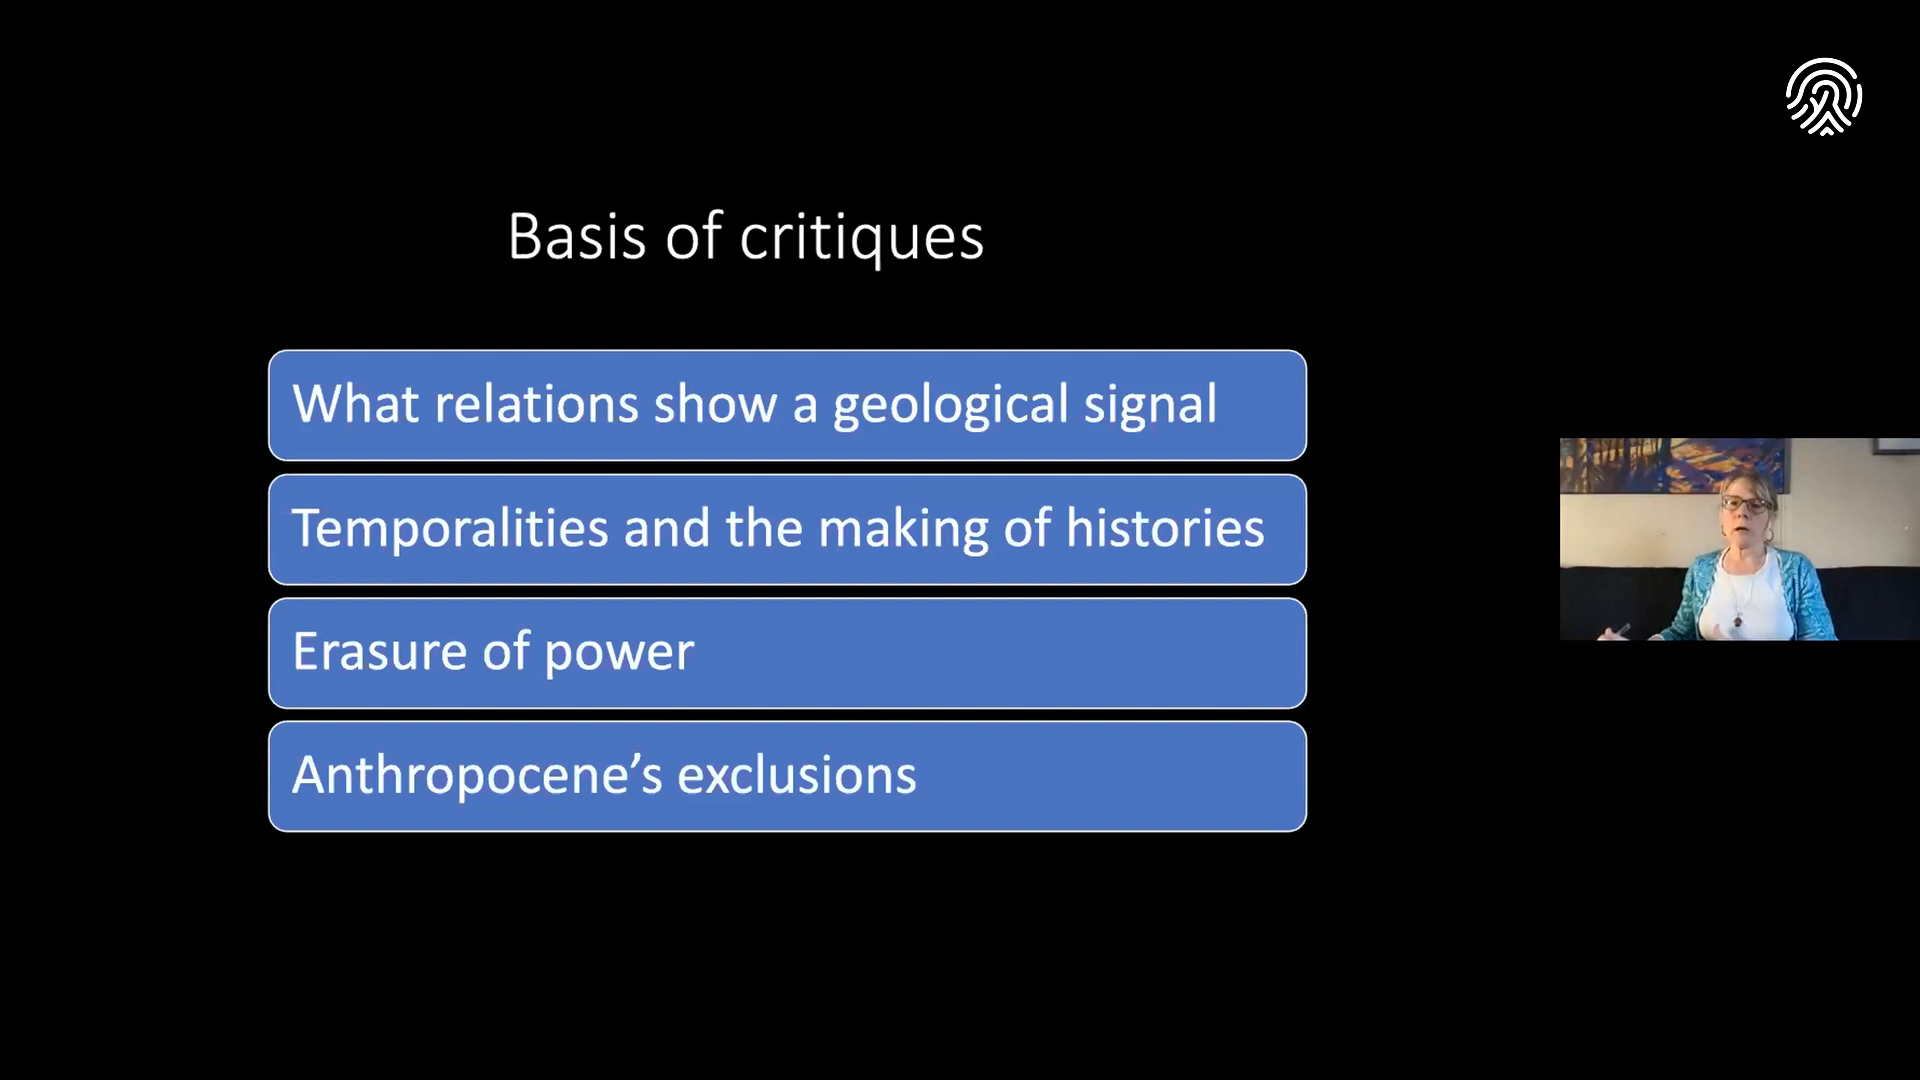 Basis of critiques
What relations show a geological signal
Temporalities and the making of histories
Erasure of power
Anthropocene’s exclusions